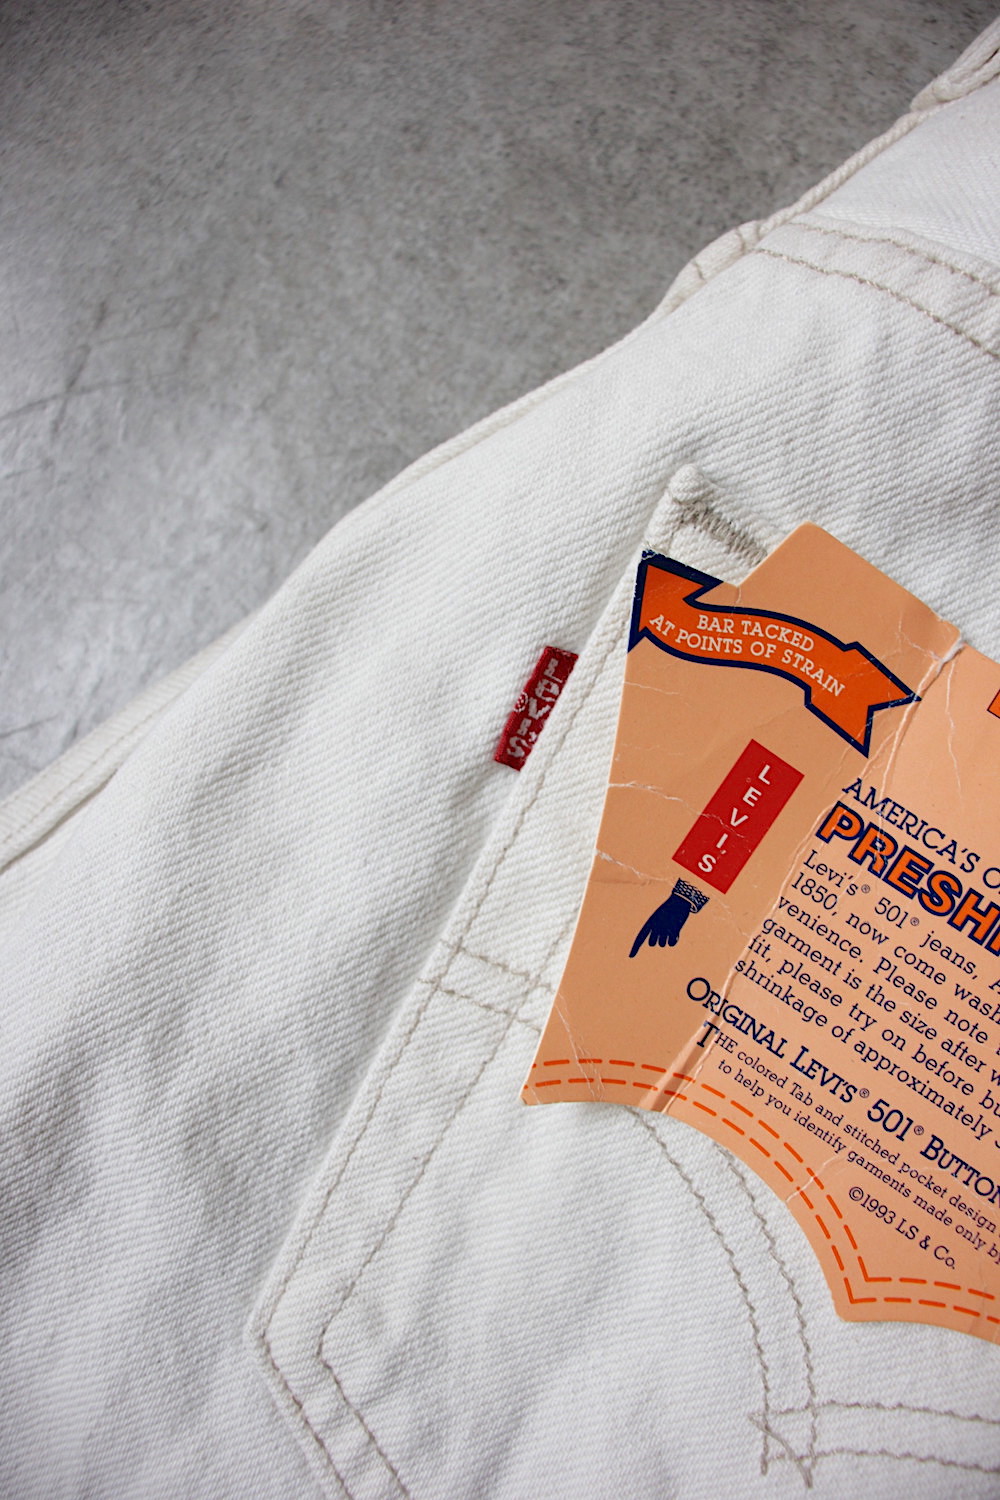 BAR TACKED
AT POINTS OF STRAIN
LEVI'S
LEVI'S
AMERICA'S
Levi's® 501® jeans,
1850, now come
venience. Please note
garment is the size after
fit, please try on before
shrinkage of approximately
ORIGINAL LEVI'S® 501® BUTTON
THE colored Tab and stitched pocket design
to help you identify garments made only
©1993 LS & Co.